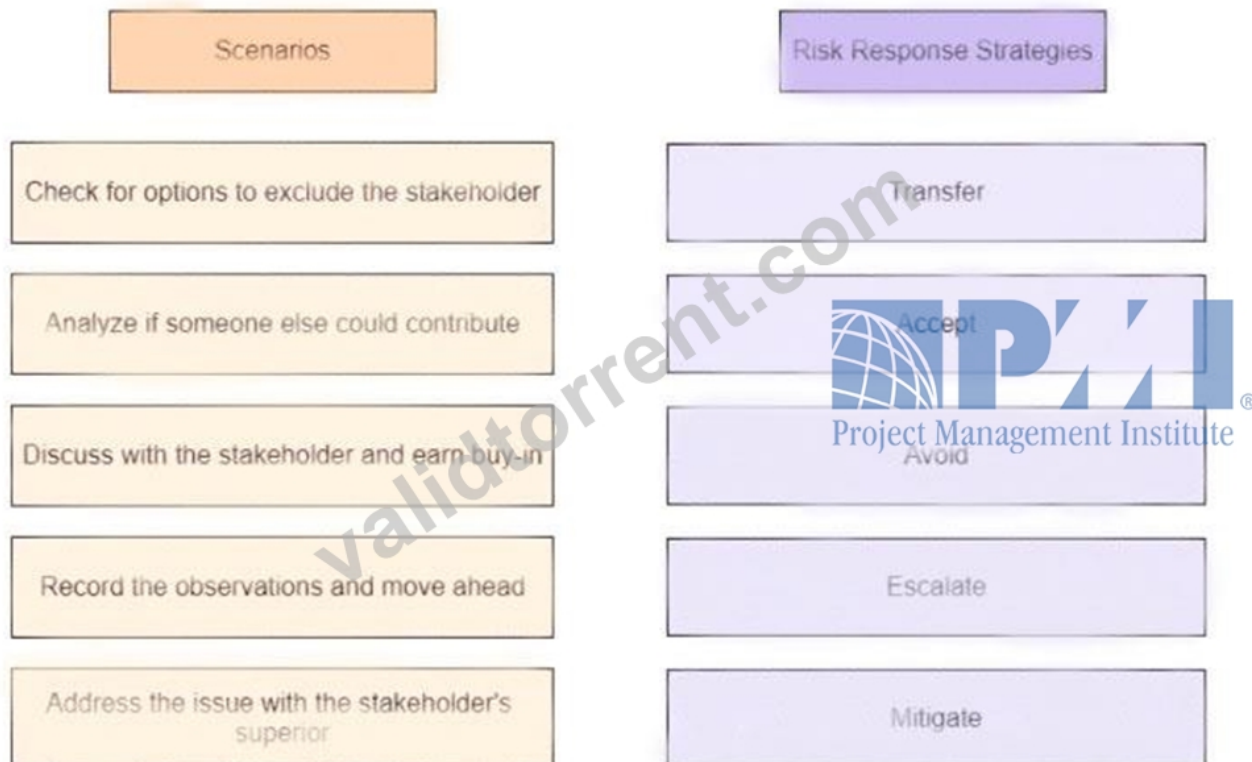 Scenarios
Risk Response Strategies
Check for options to exclude the stakeholder
Transfer
Analyze if someone else could contribute
Accept
Discuss with the stakeholder and earn buy-in
Avoid
Record the observations and move ahead
Escalate
Address the issue with the stakeholder's
superior
Mitigate
validtorrent.com
PMI
®
Project Management Institute